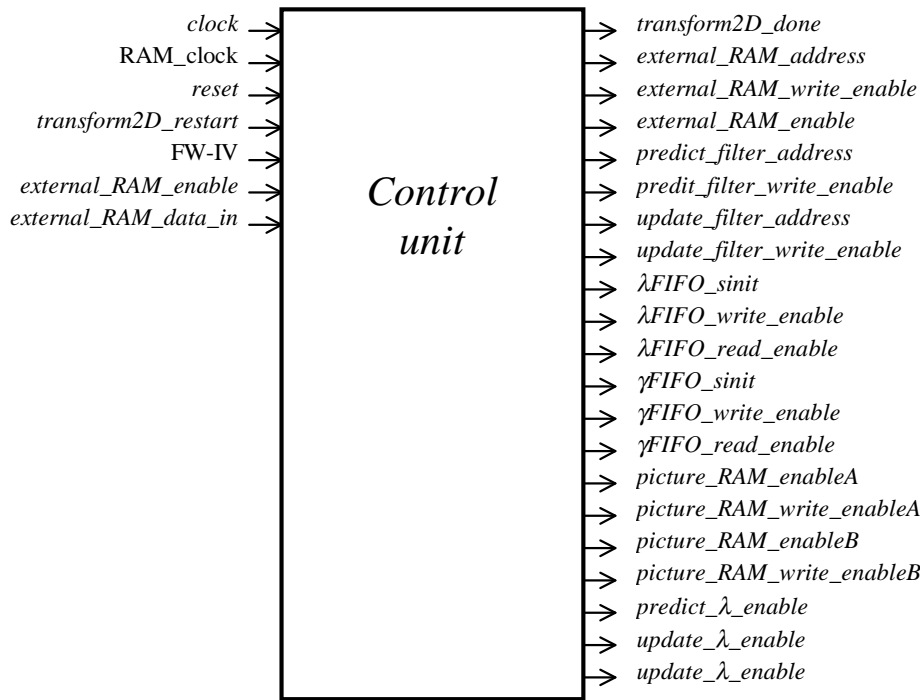 clock
RAM_clock
reset
transform2D_restart
FW-IV
external_RAM_enable
external_RAM_data_in
Control
unit
transform2D_done
external_RAM_address
external_RAM_write_enable
external_RAM_enable
predict_filter_address
predit_filter_write_enable
update_filter_address
update_filter_write_enable
λFIFO_sinit
λFIFO_write_enable
λFIFO_read_enable
γFIFO_sinit
γFIFO_write_enable
γFIFO_read_enable
picture_RAM_enableA
picture_RAM_write_enableA
picture_RAM_enableB
picture_RAM_write_enableB
predict_λ_enable
update_λ_enable
update_λ_enable